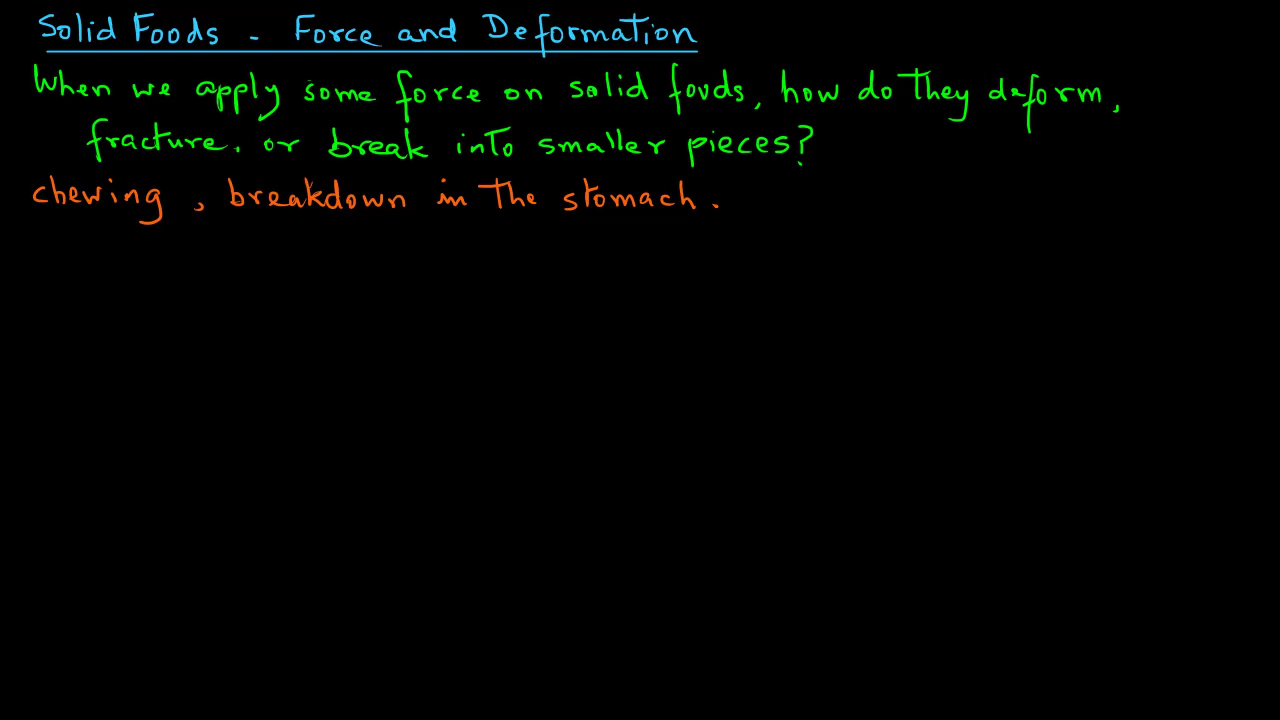 Solid Foods - Force and Deformation
When we apply some force on solid foods, how do they deform,
fracture, or break into smaller pieces?
chewing, breakdown in the stomach.